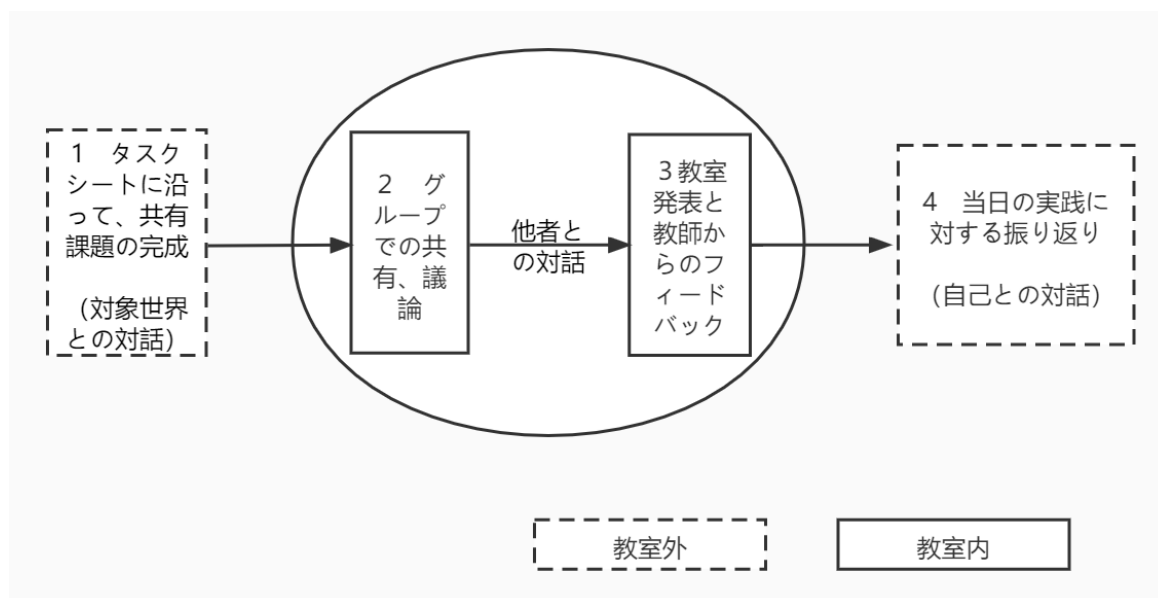 1　タスク
シートに沿
って、共有
課題の完成
（対象世界
との対話）
2　グ
ループ
での共
有、議
論
他者と
の対話
3教室
発表と
教師か
らのフ
ィード
バック
4　当日の実践に
対する振り返り
（自己との対話）
教室外
教室内